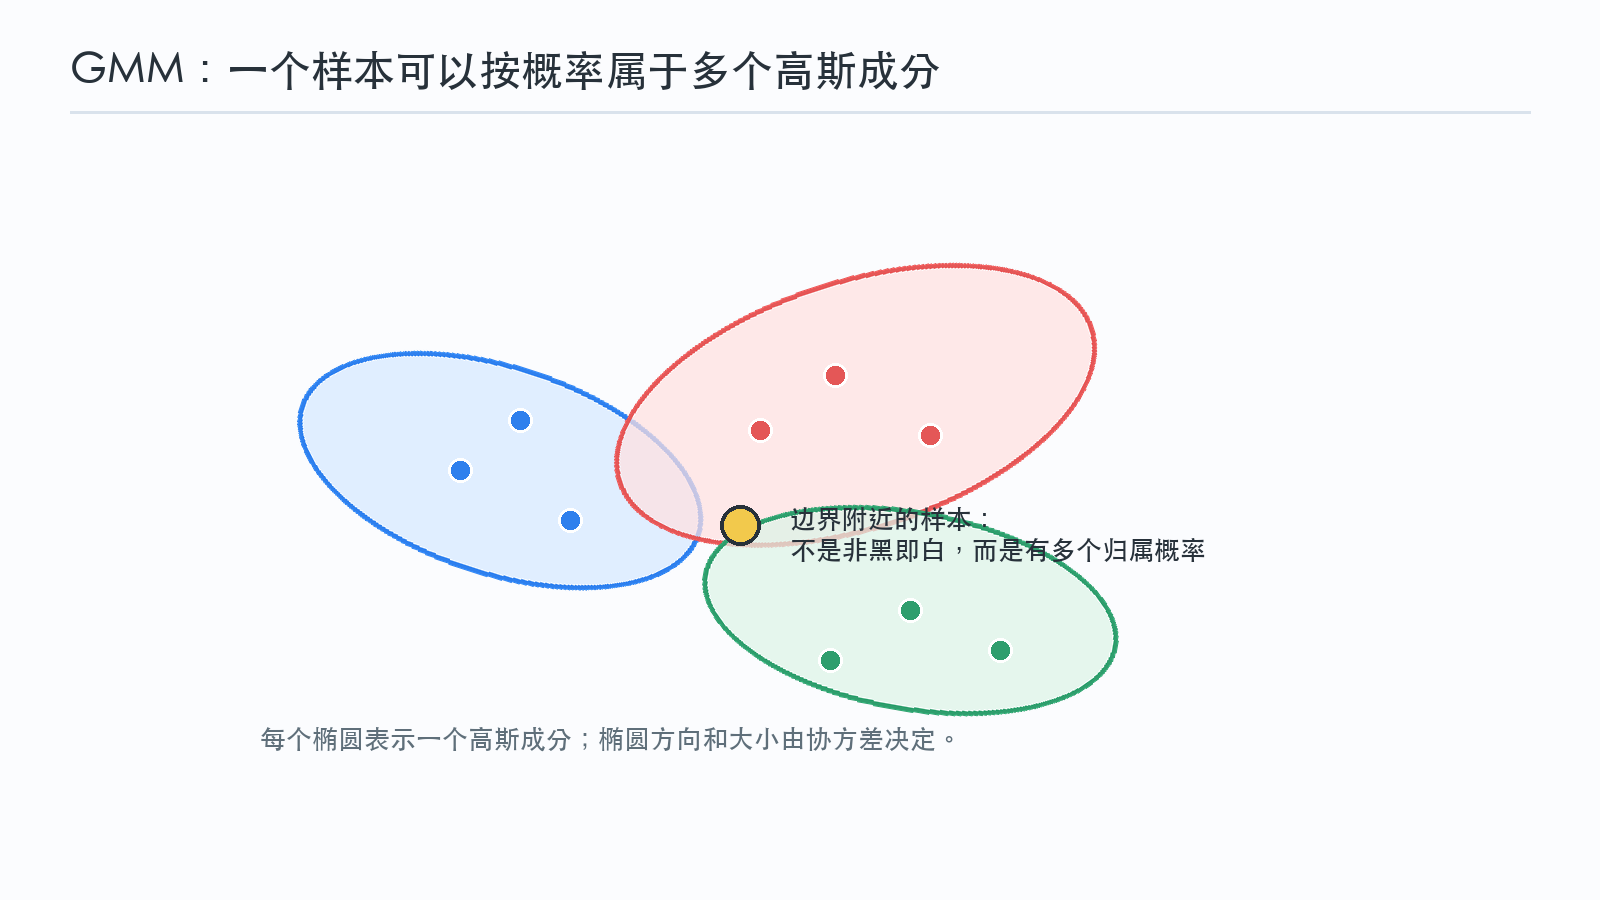 GMM：一个样本可以按概率属于多个高斯成分
边界附近的样本：
不是非黑即白，而是有多个归属概率
每个椭圆表示一个高斯成分；椭圆方向和大小由协方差决定。